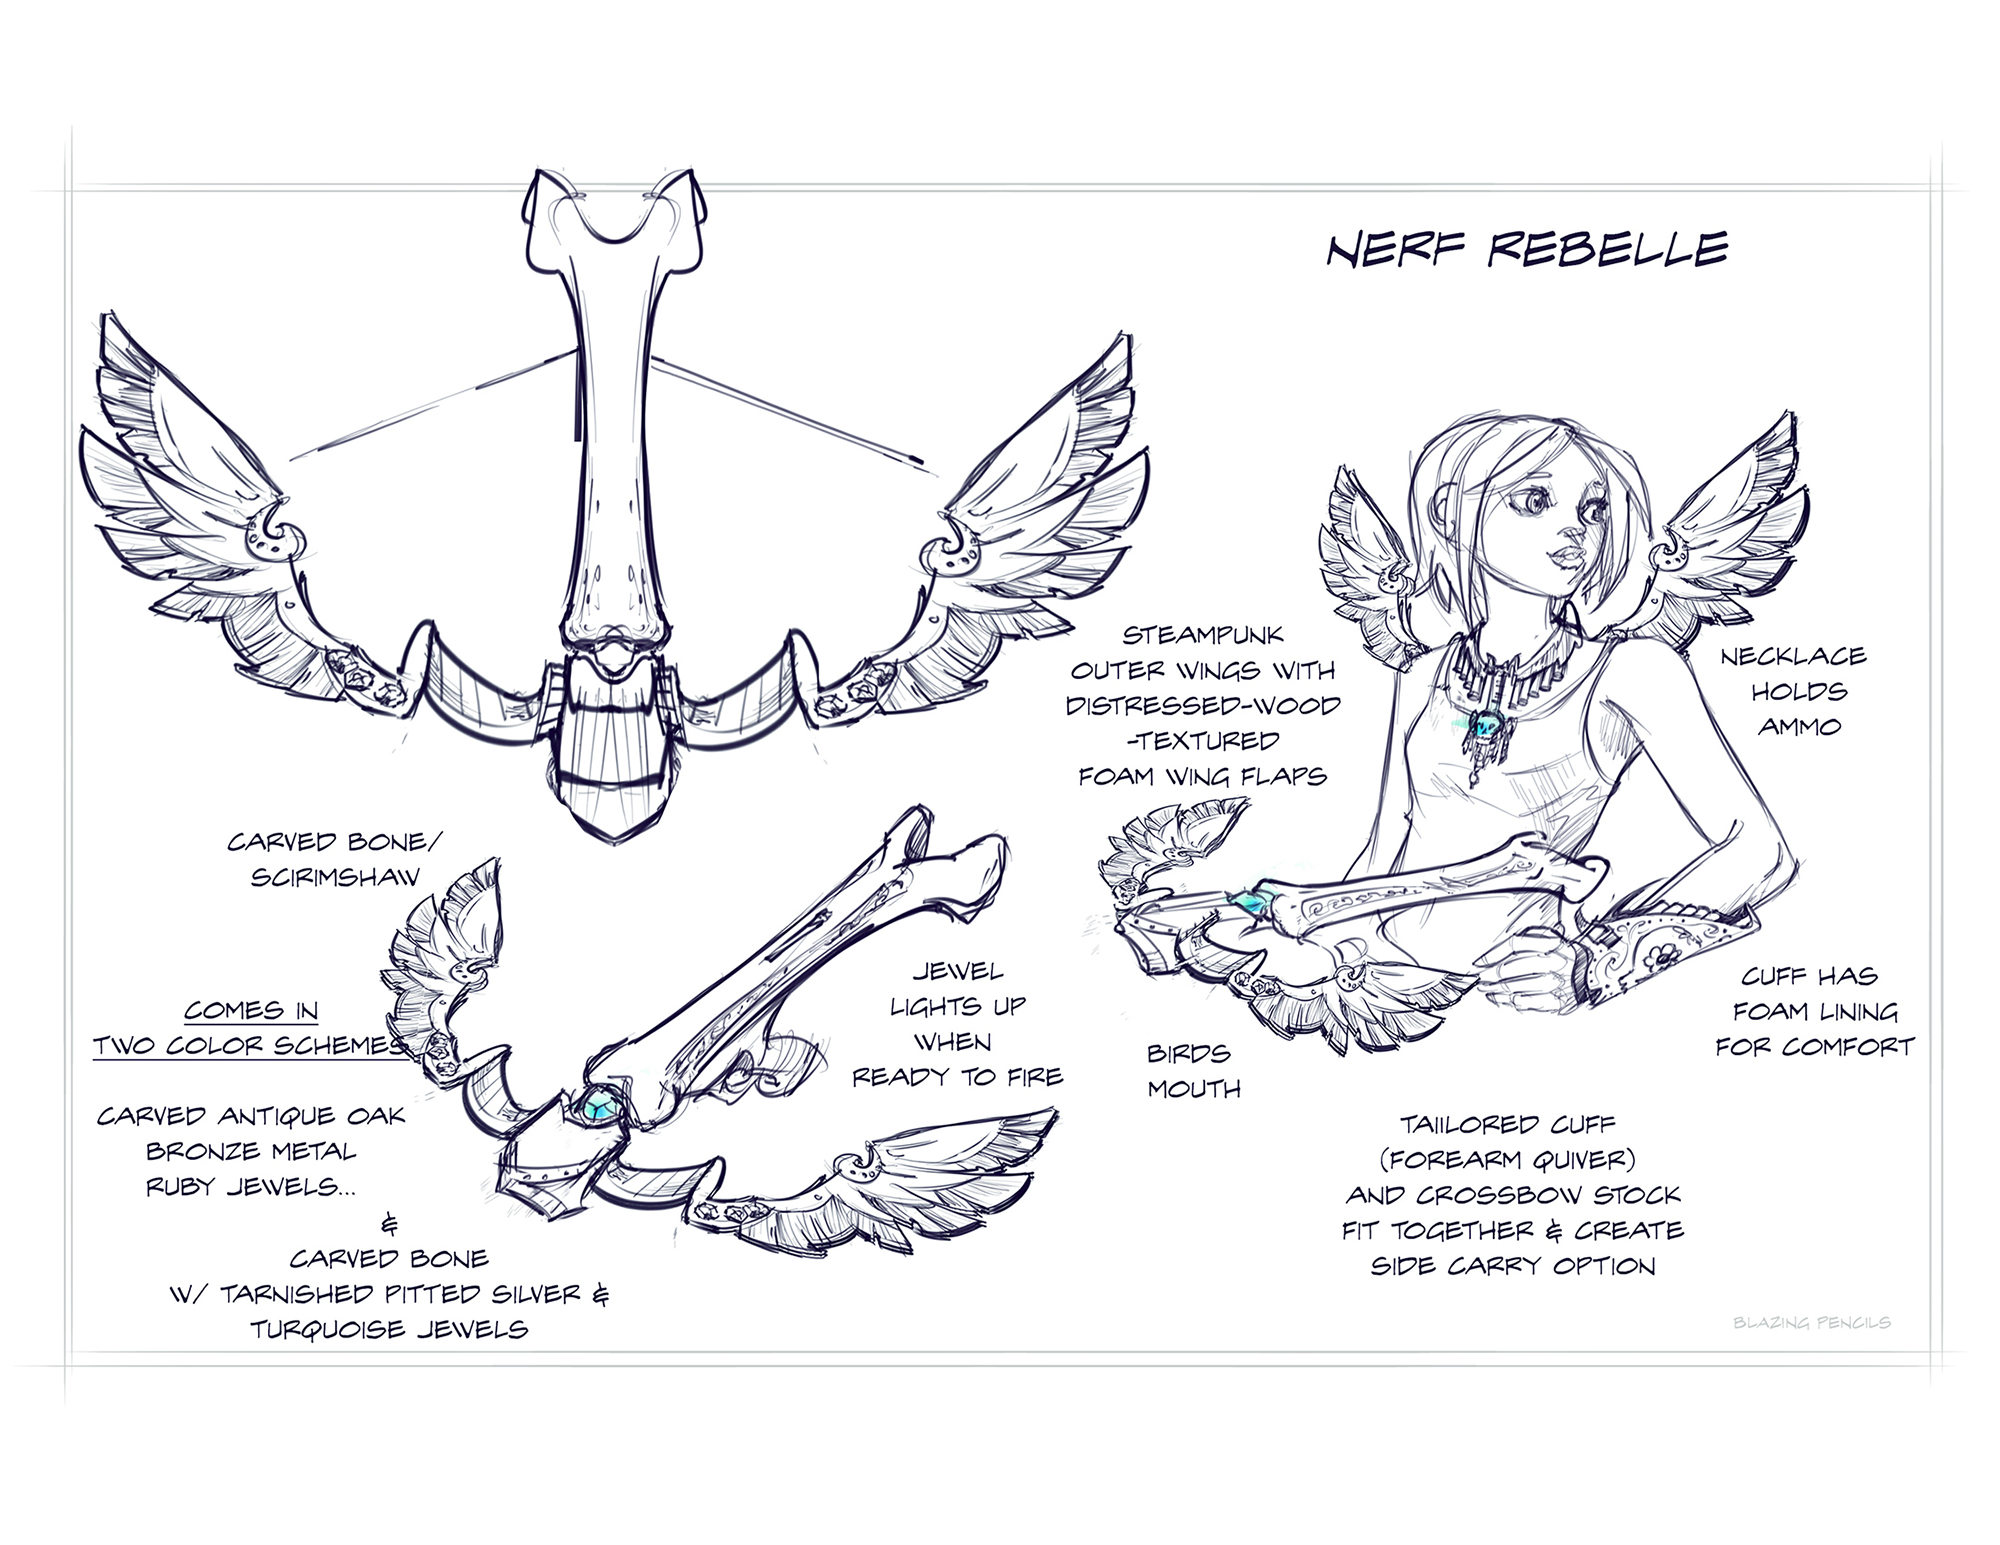 NERF REBELLE
STEAMPUNK
OUTER WINGS WITH
DISTRESSED-WOOD
-TEXTURED
FOAM WING FLAPS
NECKLACE
HOLDS
AMMO
CARVED BONE/
SCIRIMSHAW
JEWEL
LIGHTS UP
WHEN
READY TO FIRE
CUFF HAS
FOAM LINING
FOR COMFORT
COMES IN
TWO COLOR SCHEMES
BIRDS
MOUTH
CARVED ANTIQUE OAK
BRONZE METAL
RUBY JEWELS...
&
CARVED BONE
W/ TARNISHED PITTED SILVER &
TURQUOISE JEWELS
TAIILORED CUFF
(FOREARM QUIVER)
AND CROSSBOW STOCK
FIT TOGETHER & CREATE
SIDE CARRY OPTION
BLAZING PENCILS